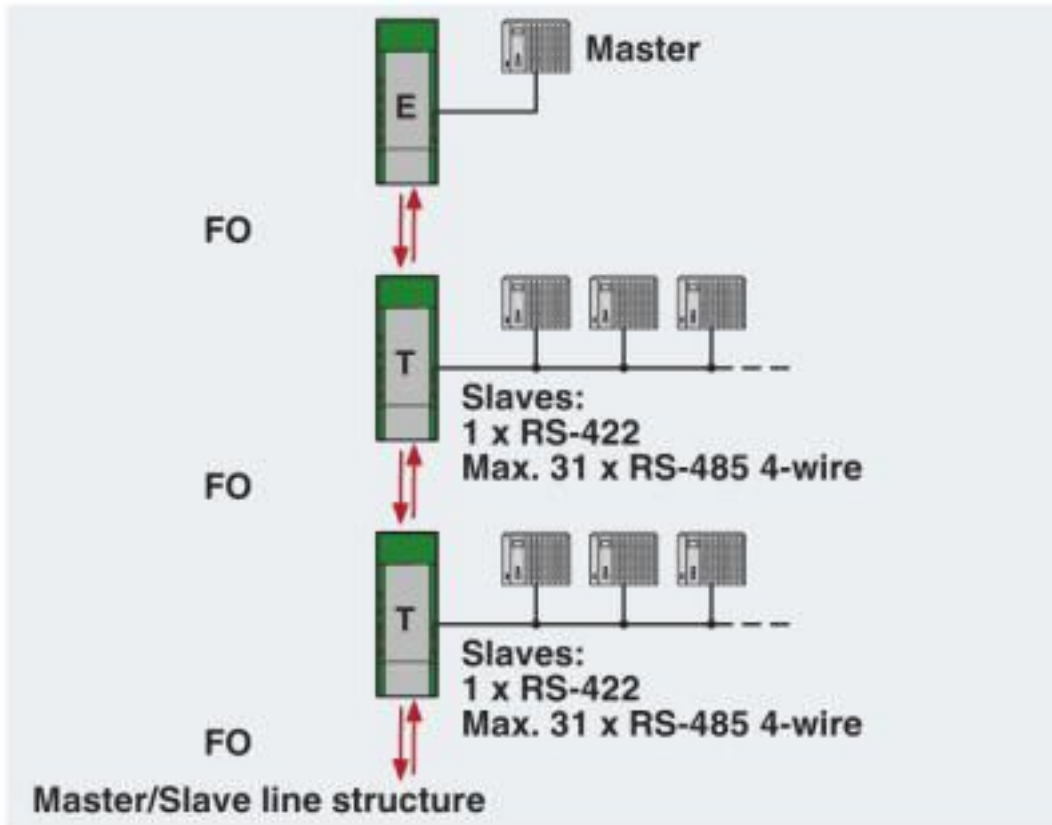 Master
E
FO
T
Slaves:
1 x RS-422
Max. 31 x RS-485 4-wire
FO
T
Slaves:
1 x RS-422
Max. 31 x RS-485 4-wire
FO
Master/Slave line structure